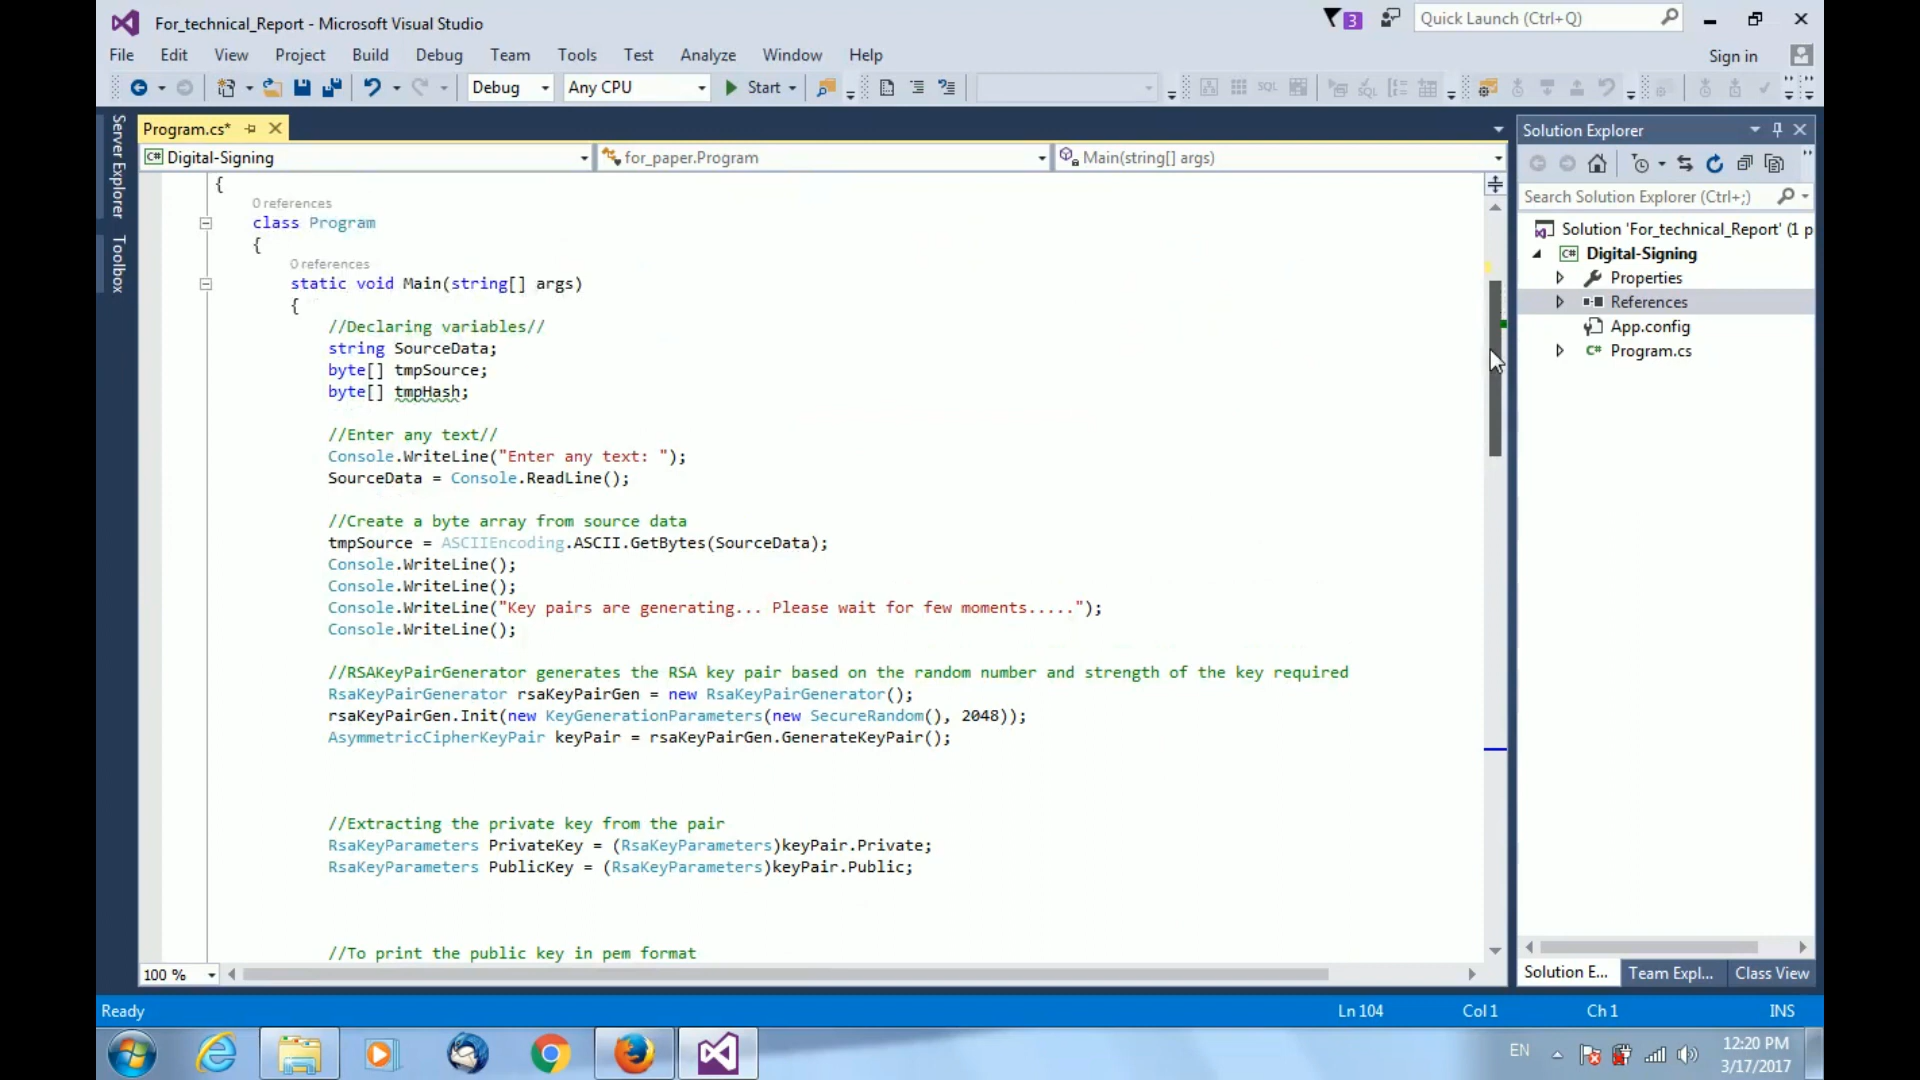 For_technical_Report - Microsoft Visual Studio
3
Quick Launch (Ctrl+Q)
File Edit View Project Build Debug Team Tools Test Analyze Window Help
Sign in
Debug
Any CPU
Start
SQL
Server Explorer
Toolbox
Program.cs*
Digital-Signing
for_paper.Program
Main(string[] args)
{
0 references
class Program
{
0 references
static void Main(string[] args)
{
//Declaring variables//
string SourceData;
byte[] tmpSource;
byte[] tmpHash;
//Enter any text//
Console.WriteLine("Enter any text: ");
SourceData = Console.ReadLine();
//Create a byte array from source data
tmpSource = ASCIIEncoding.ASCII.GetBytes(SourceData);
Console.WriteLine();
Console.WriteLine();
Console.WriteLine("Key pairs are generating... Please wait for few moments.....");
Console.WriteLine();
//RSAKeyPairGenerator generates the RSA key pair based on the random number and strength of the key required
RsaKeyPairGenerator rsaKeyPairGen = new RsaKeyPairGenerator();
rsaKeyPairGen.Init(new KeyGenerationParameters(new SecureRandom(), 2048));
AsymmetricCipherKeyPair keyPair = rsaKeyPairGen.GenerateKeyPair();
//Extracting the private key from the pair
RsaKeyParameters PrivateKey = (RsaKeyParameters)keyPair.Private;
RsaKeyParameters PublicKey = (RsaKeyParameters)keyPair.Public;
//To print the public key in pem format
100 %
Solution Explorer
Search Solution Explorer (Ctrl+;)
Solution 'For_technical_Report' (1 p
C# Digital-Signing
Properties
References
App.config
C# Program.cs
Solution E...
Team Expl...
Class View
Ready
Ln 104
Col 1
Ch 1
INS
EN
12:20 PM
3/17/2017